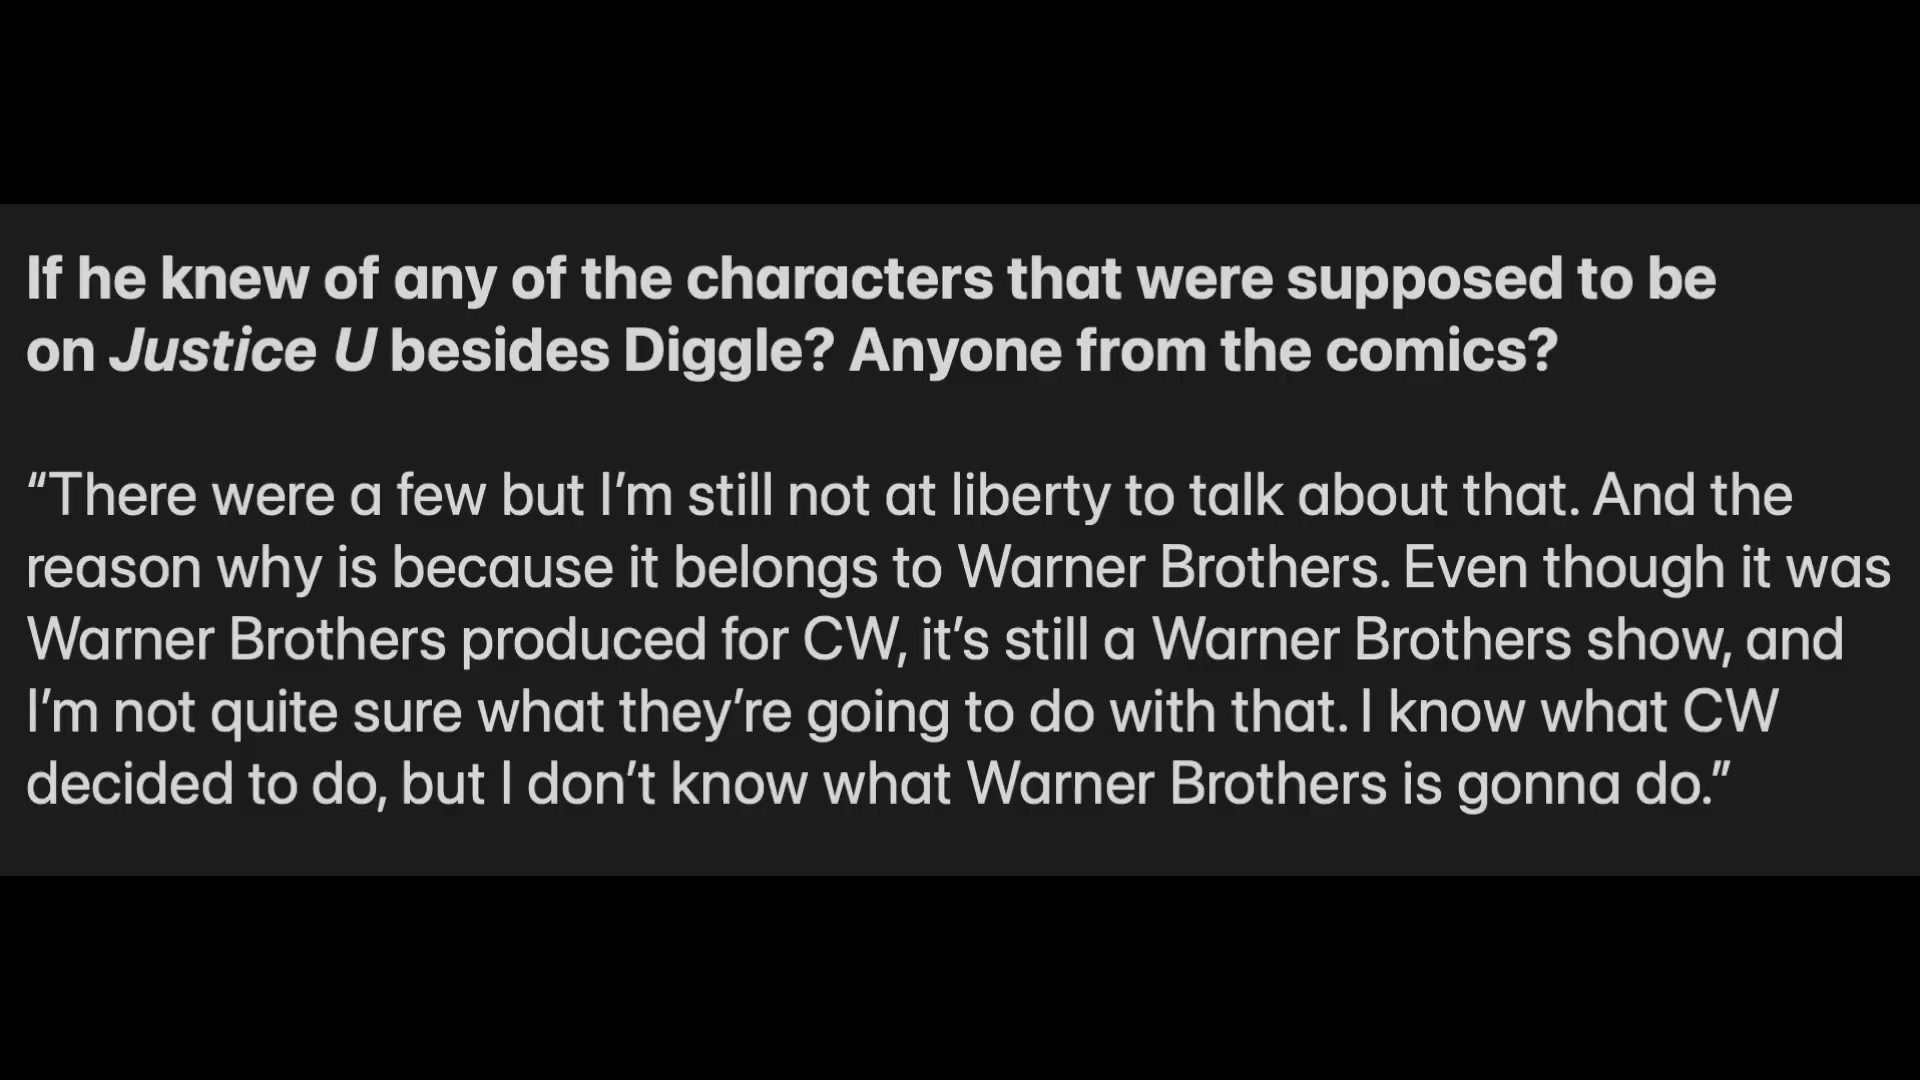 If he knew of any of the characters that were supposed to be
on Justice U besides Diggle? Anyone from the comics?
“There were a few but I’m still not at liberty to talk about that. And the
reason why is because it belongs to Warner Brothers. Even though it was
Warner Brothers produced for CW, it’s still a Warner Brothers show, and
I’m not quite sure what they’re going to do with that. I know what CW
decided to do, but I don’t know what Warner Brothers is gonna do.”